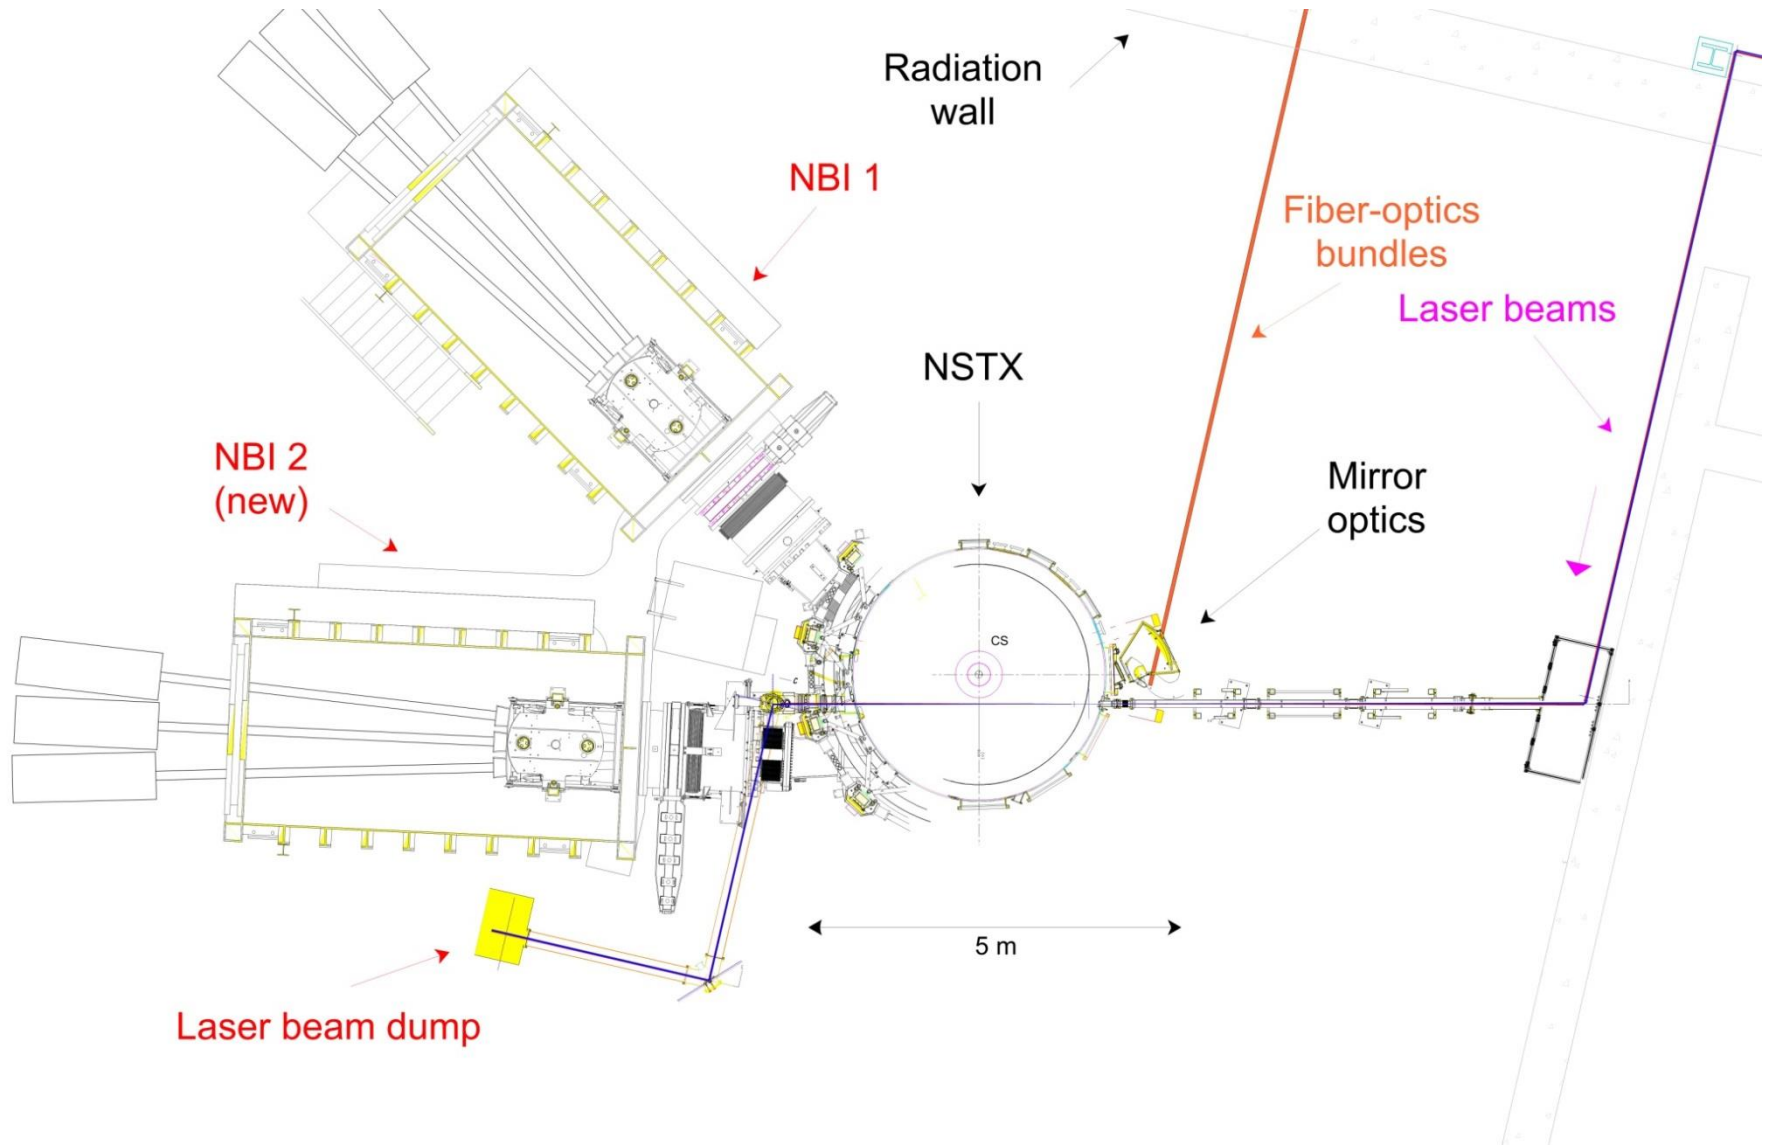 Radiation
wall
NBI 1
Fiber-optics
bundles
Laser beams
NSTX
NBI 2
(new)
Mirror
optics
CS
c
5 m
Laser beam dump